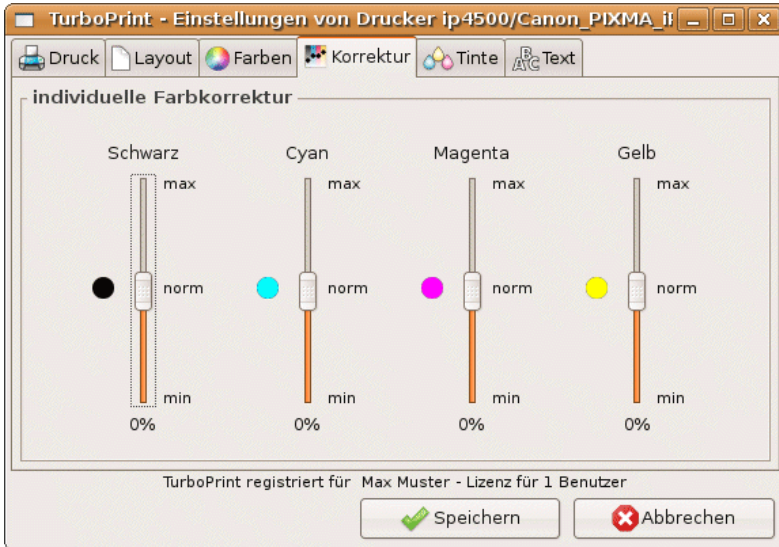 TurboPrint - Einstellungen von Drucker ip4500/Canon_PIXMA_
Druck Layout Farben Korrektur Tinte ABC Text
individuelle Farbkorrektur
Schwarz Cyan Magenta Gelb
max max max max
norm norm norm norm
min min min min
0% 0% 0% 0%
TurboPrint registriert für Max Muster - Lizenz für 1 Benutzer
Speichern Abbrechen